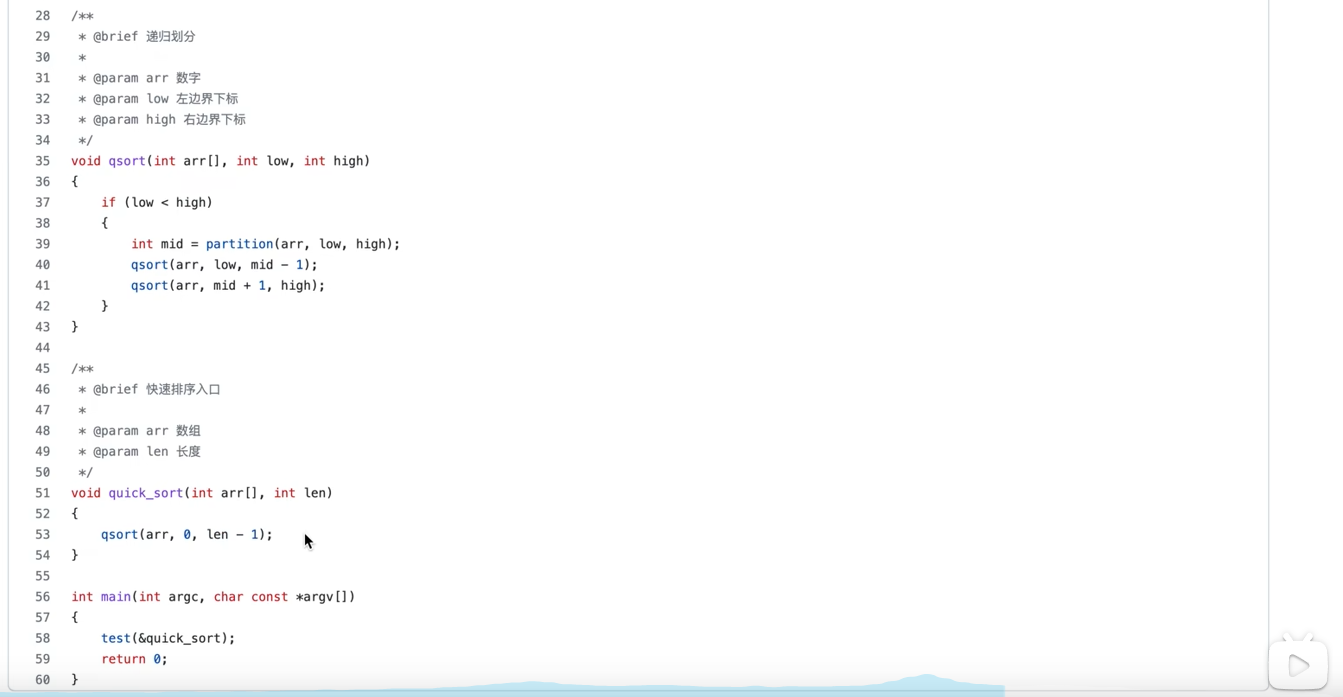 28 /**
29  * @brief 递归划分
30  *
31  * @param arr 数字
32  * @param low 左边界下标
33  * @param high 右边界下标
34  */
35 void qsort(int arr[], int low, int high)
36 {
37     if (low < high)
38     {
39         int mid = partition(arr, low, high);
40         qsort(arr, low, mid - 1);
41         qsort(arr, mid + 1, high);
42     }
43 }
44
45 /**
46  * @brief 快速排序入口
47  *
48  * @param arr 数组
49  * @param len 长度
50  */
51 void quick_sort(int arr[], int len)
52 {
53     qsort(arr, 0, len - 1);
54 }
55
56 int main(int argc, char const *argv[])
57 {
58     test(&quick_sort);
59     return 0;
60 }